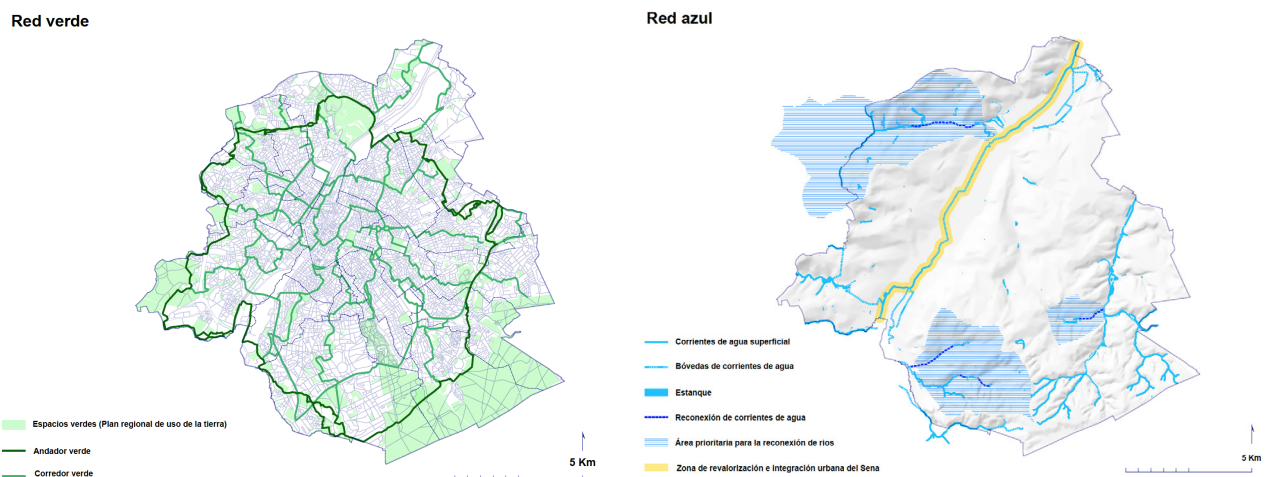 Red verde
Espacios verdes (Plan regional de uso de la tierra)
Andador verde
Corredor verde
5 Km
Red azul
Corrientes de agua superficial
Bóvedas de corrientes de agua
Estanque
Reconexión de corrientes de agua
Área prioritaria para la reconexión de rios
Zona de revalorización e integración urbana del Sena
5 Km